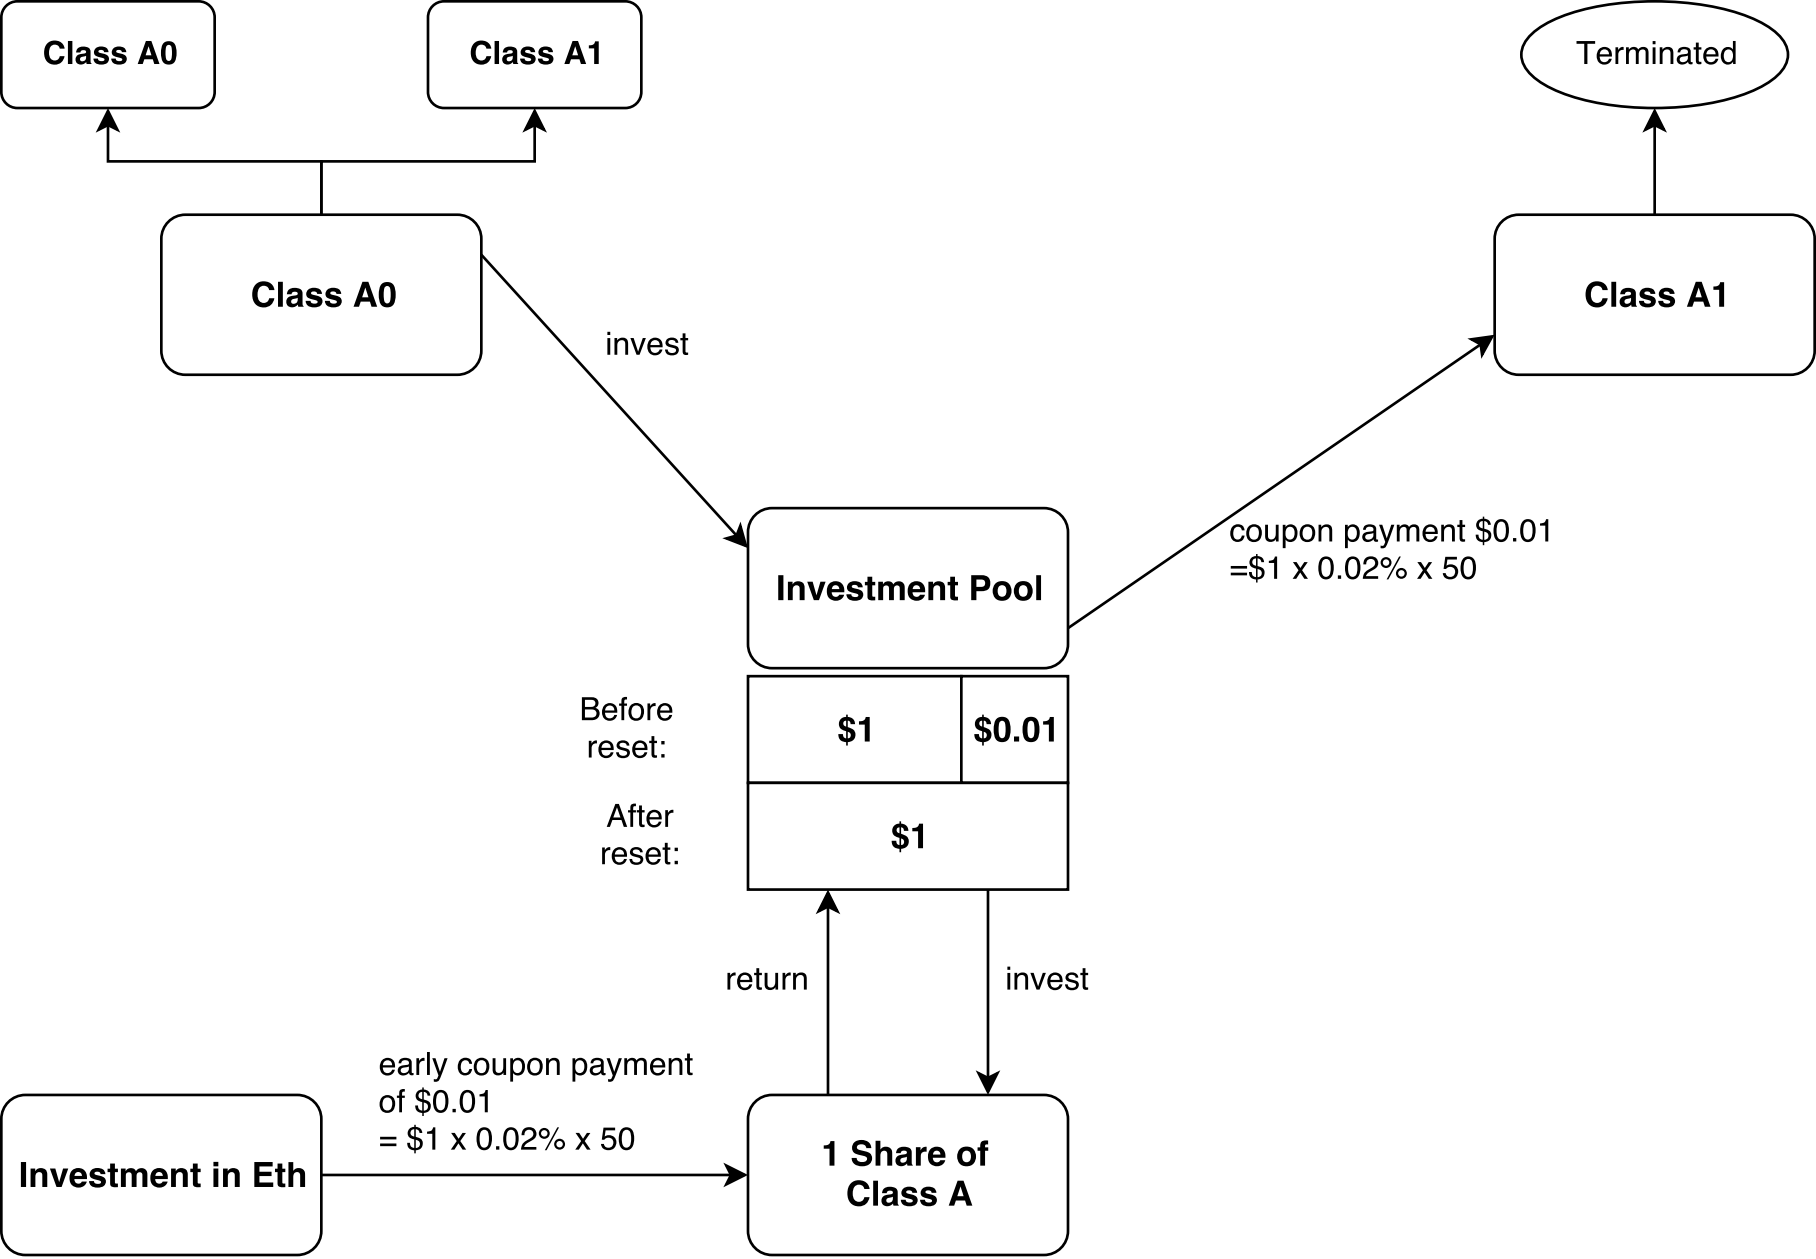 Class A0
Class A1
Terminated
Class A0
Class A1
invest
coupon payment $0.01
=$1 x 0.02% x 50
Investment Pool
Before
reset:
$1
$0.01
After
reset:
$1
return
invest
early coupon payment
of $0.01
= $1 x 0.02% x 50
Investment in Eth
1 Share of
Class A